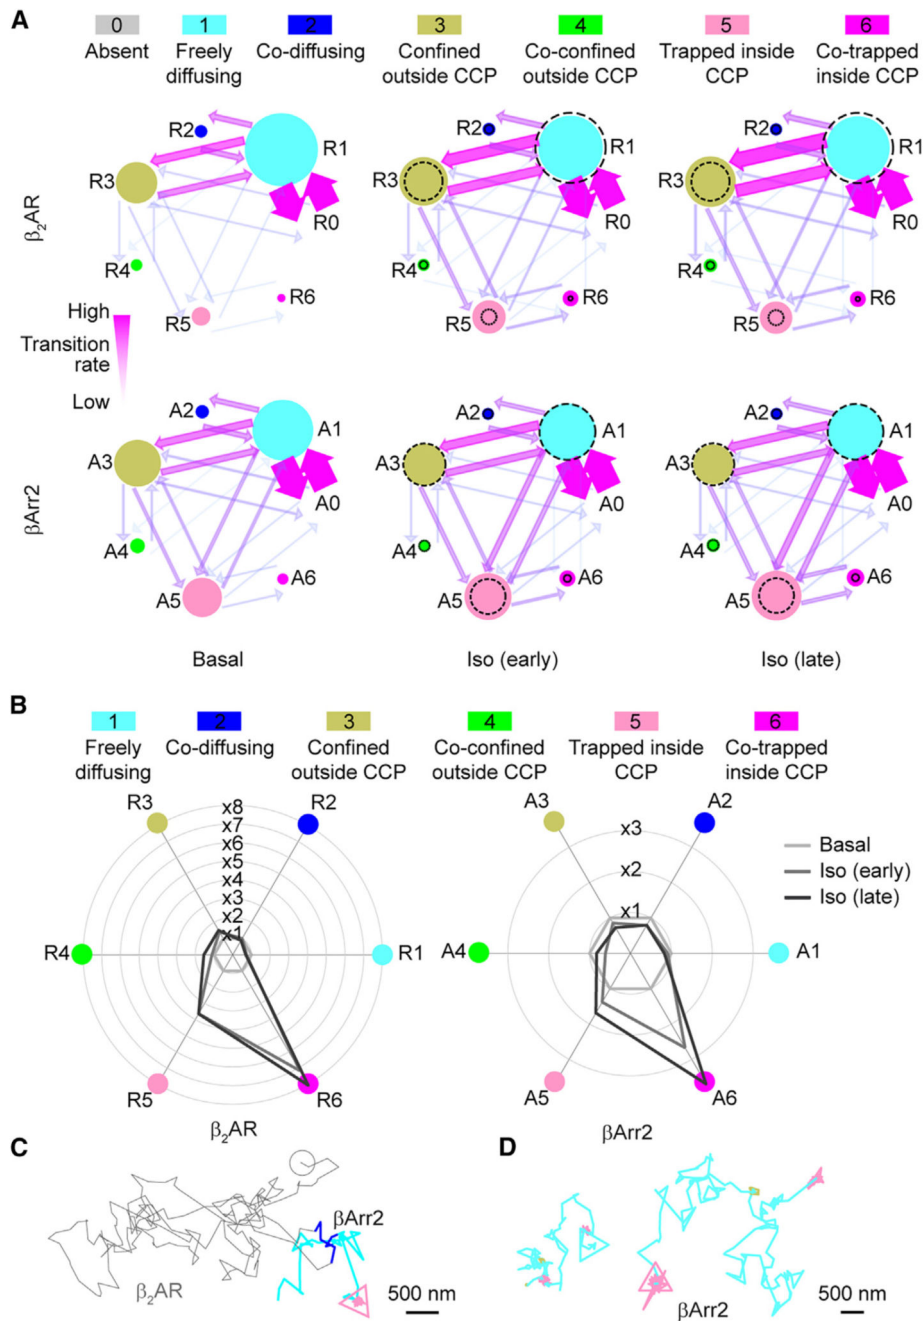 A
0 1 2 3 4 5 6
Absent Freely Co-diffusing Confined Co-confined Trapped inside Co-trapped
diffusing outside CCP outside CCP CCP inside CCP
β2AR
R2 R1 R3 R0 R4 R6 R5
R2 R1 R3 R0 R4 R6 R5
R2 R1 R3 R0 R4 R6 R5
High
Transition
rate
Low
βArr2
A2 A1 A3 A0 A4 A6 A5
A2 A1 A3 A0 A4 A6 A5
A2 A1 A3 A0 A4 A6 A5
Basal Iso (early) Iso (late)
B
1 2 3 4 5 6
Freely Co-diffusing Confined Co-confined Trapped inside Co-trapped
diffusing outside CCP outside CCP CCP inside CCP
R3 R2
x8
x7
x6
x5
x4
x3
x2
x1
R4 R1
R5 R6
β2AR
A3 A2
x3
x2
x1
A4 A1
A5 A6
βArr2
Basal
Iso (early)
Iso (late)
C
β2AR
βArr2
500 nm
D
βArr2
500 nm